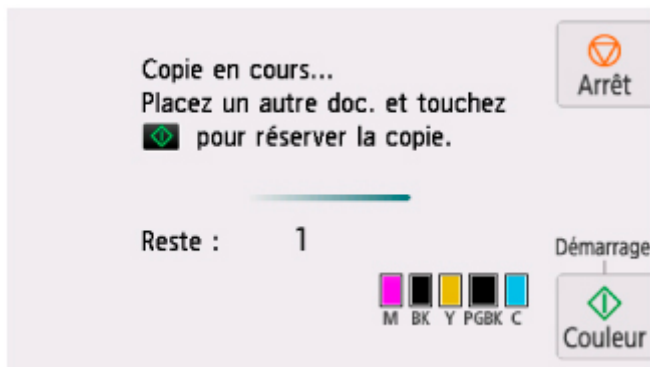 Copie en cours...
Placez un autre doc. et touchez
pour réserver la copie.
Reste : 1
M BK Y PGBK C
Arrêt
Démarrage
Couleur